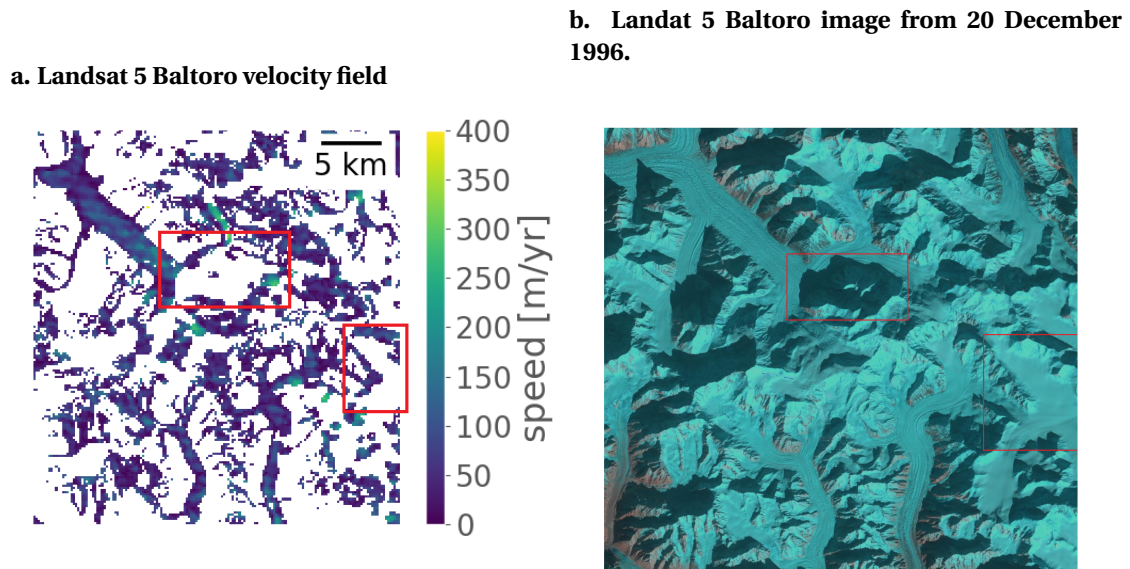 b. Landat 5 Baltoro image from 20 December
1996.
a. Landsat 5 Baltoro velocity field
5 km
400
350
300
250
200
150
100
50
0
speed [m/yr]